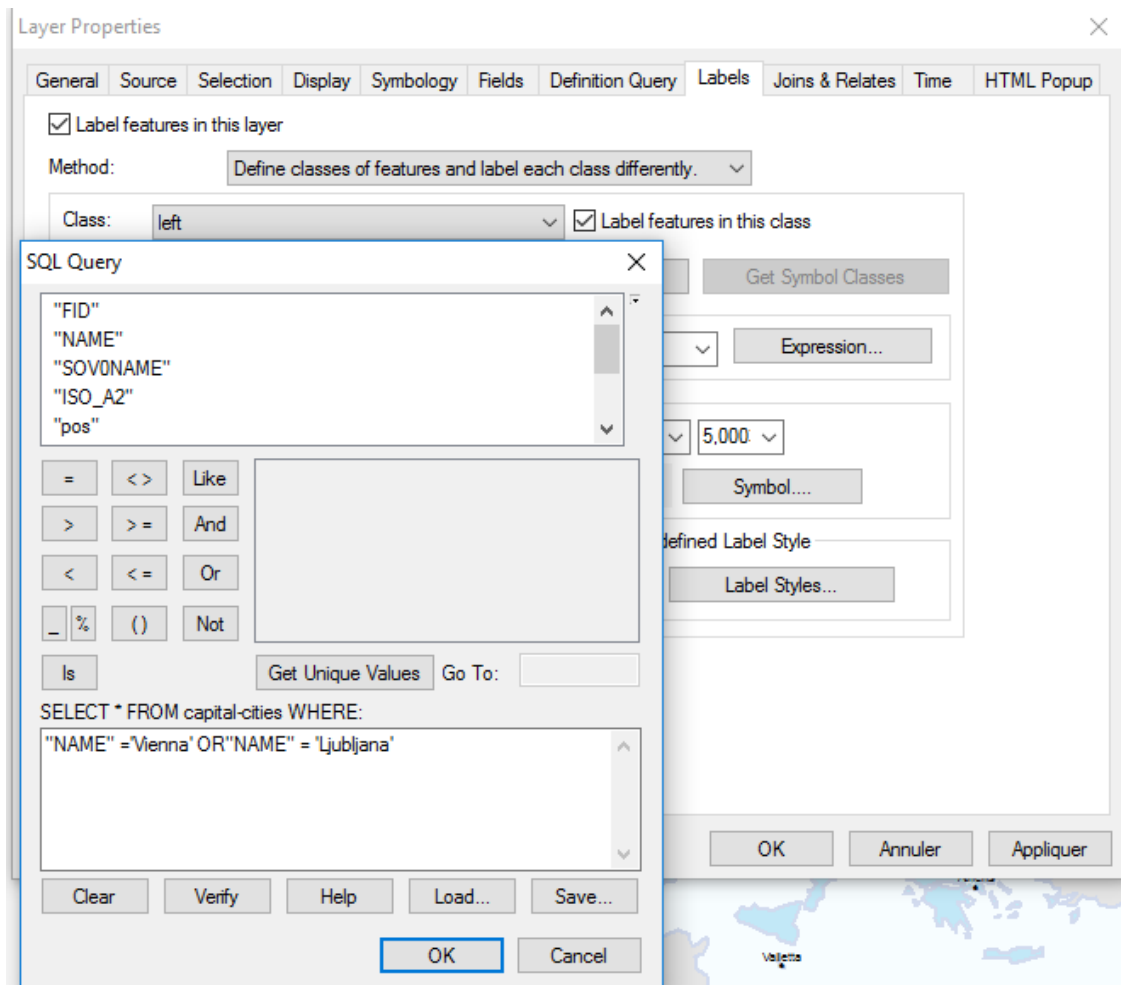 Layer Properties
General Source Selection Display Symbology Fields Definition Query Labels Joins & Relates Time HTML Popup
Label features in this layer
Method: Define classes of features and label each class differently.
Class: left Label features in this class
SQL Query
Get Symbol Classes
"FID"
"NAME"
"SOV0NAME"
"ISO_A2"
"pos"
Expression...
5,000
Symbol....
= <> Like
> >= And
< <= Or
_ % () Not
defined Label Style
Label Styles...
Is Get Unique Values Go To:
SELECT * FROM capital-cities WHERE:
"NAME" ='Vienna' OR"NAME" = 'Ljubljana'
OK Annuler Appliquer
Clear Verify Help Load... Save...
OK Cancel
Valletta